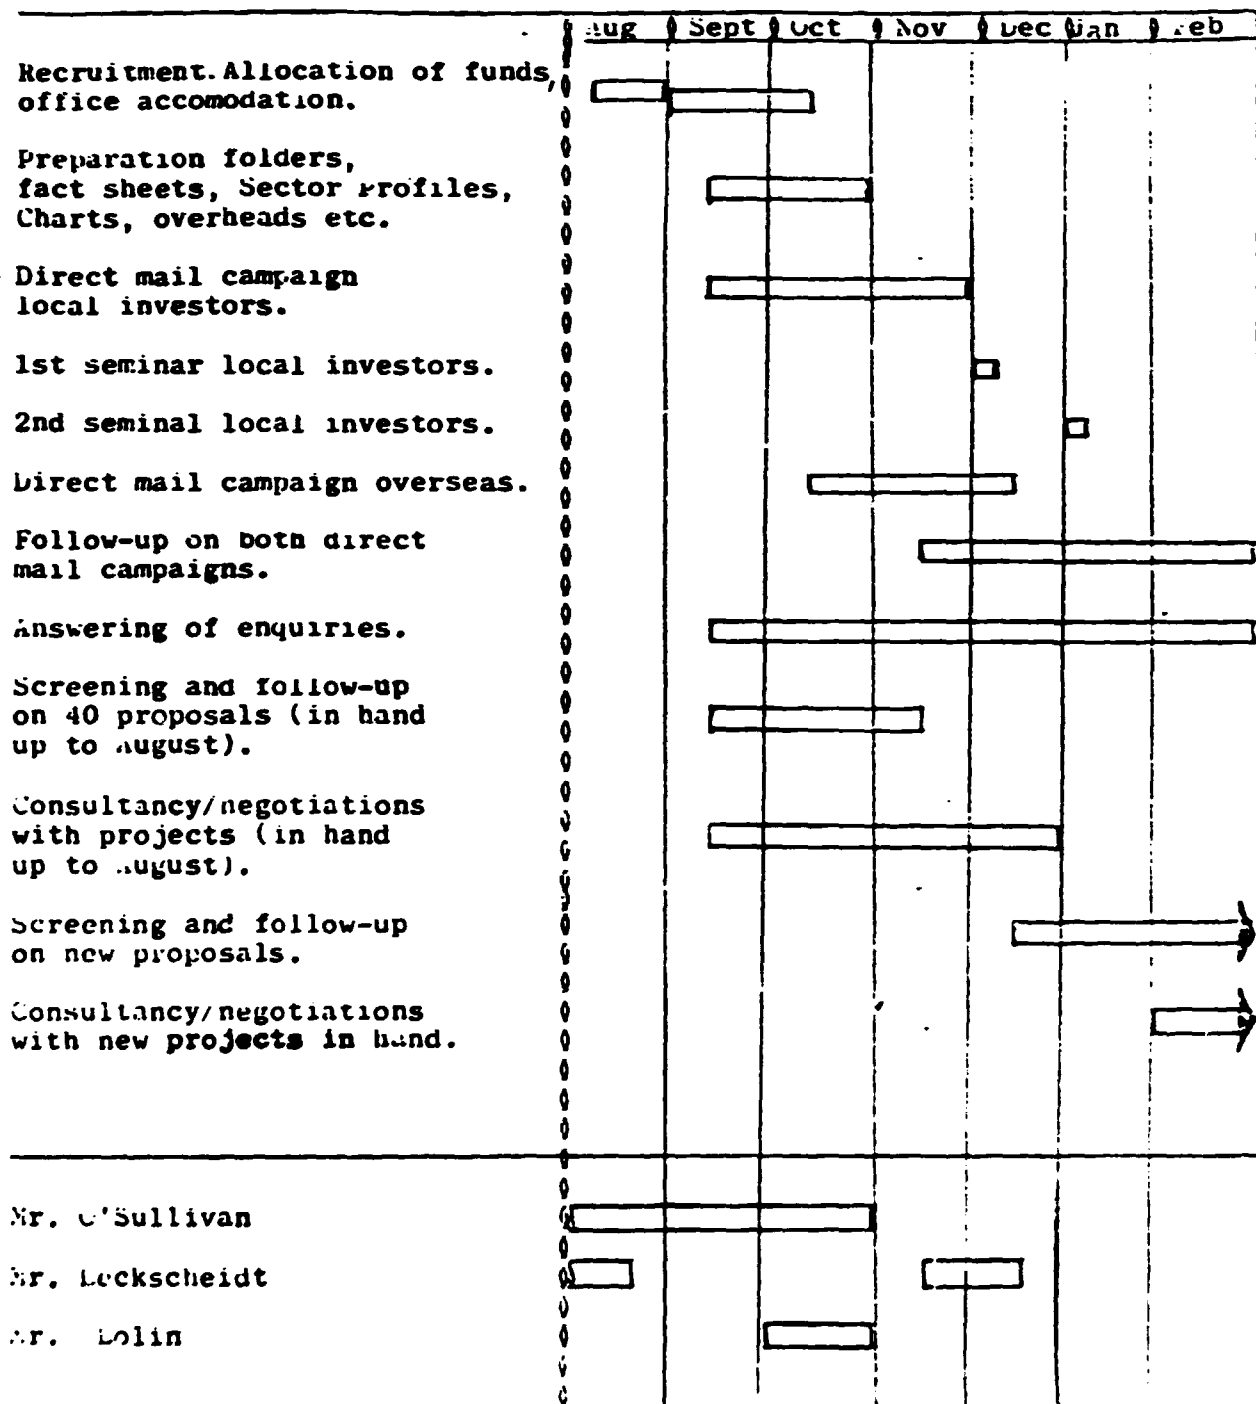 Aug Sept Oct Nov Dec Jan Feb
Recruitment. Allocation of funds,
office accomodation.
Preparation folders,
fact sheets, Sector Profiles,
Charts, overheads etc.
Direct mail campaign
local investors.
1st seminar local investors.
2nd seminal local investors.
Direct mail campaign overseas.
Follow-up on both direct
mail campaigns.
Answering of enquiries.
Screening and follow-up
on 40 proposals (in hand
up to August).
Consultancy/negotiations
with projects (in hand
up to August).
Screening and follow-up
on new proposals.
Consultancy/negotiations
with new projects in hand.
Mr. O'Sullivan
Mr.
Mr.